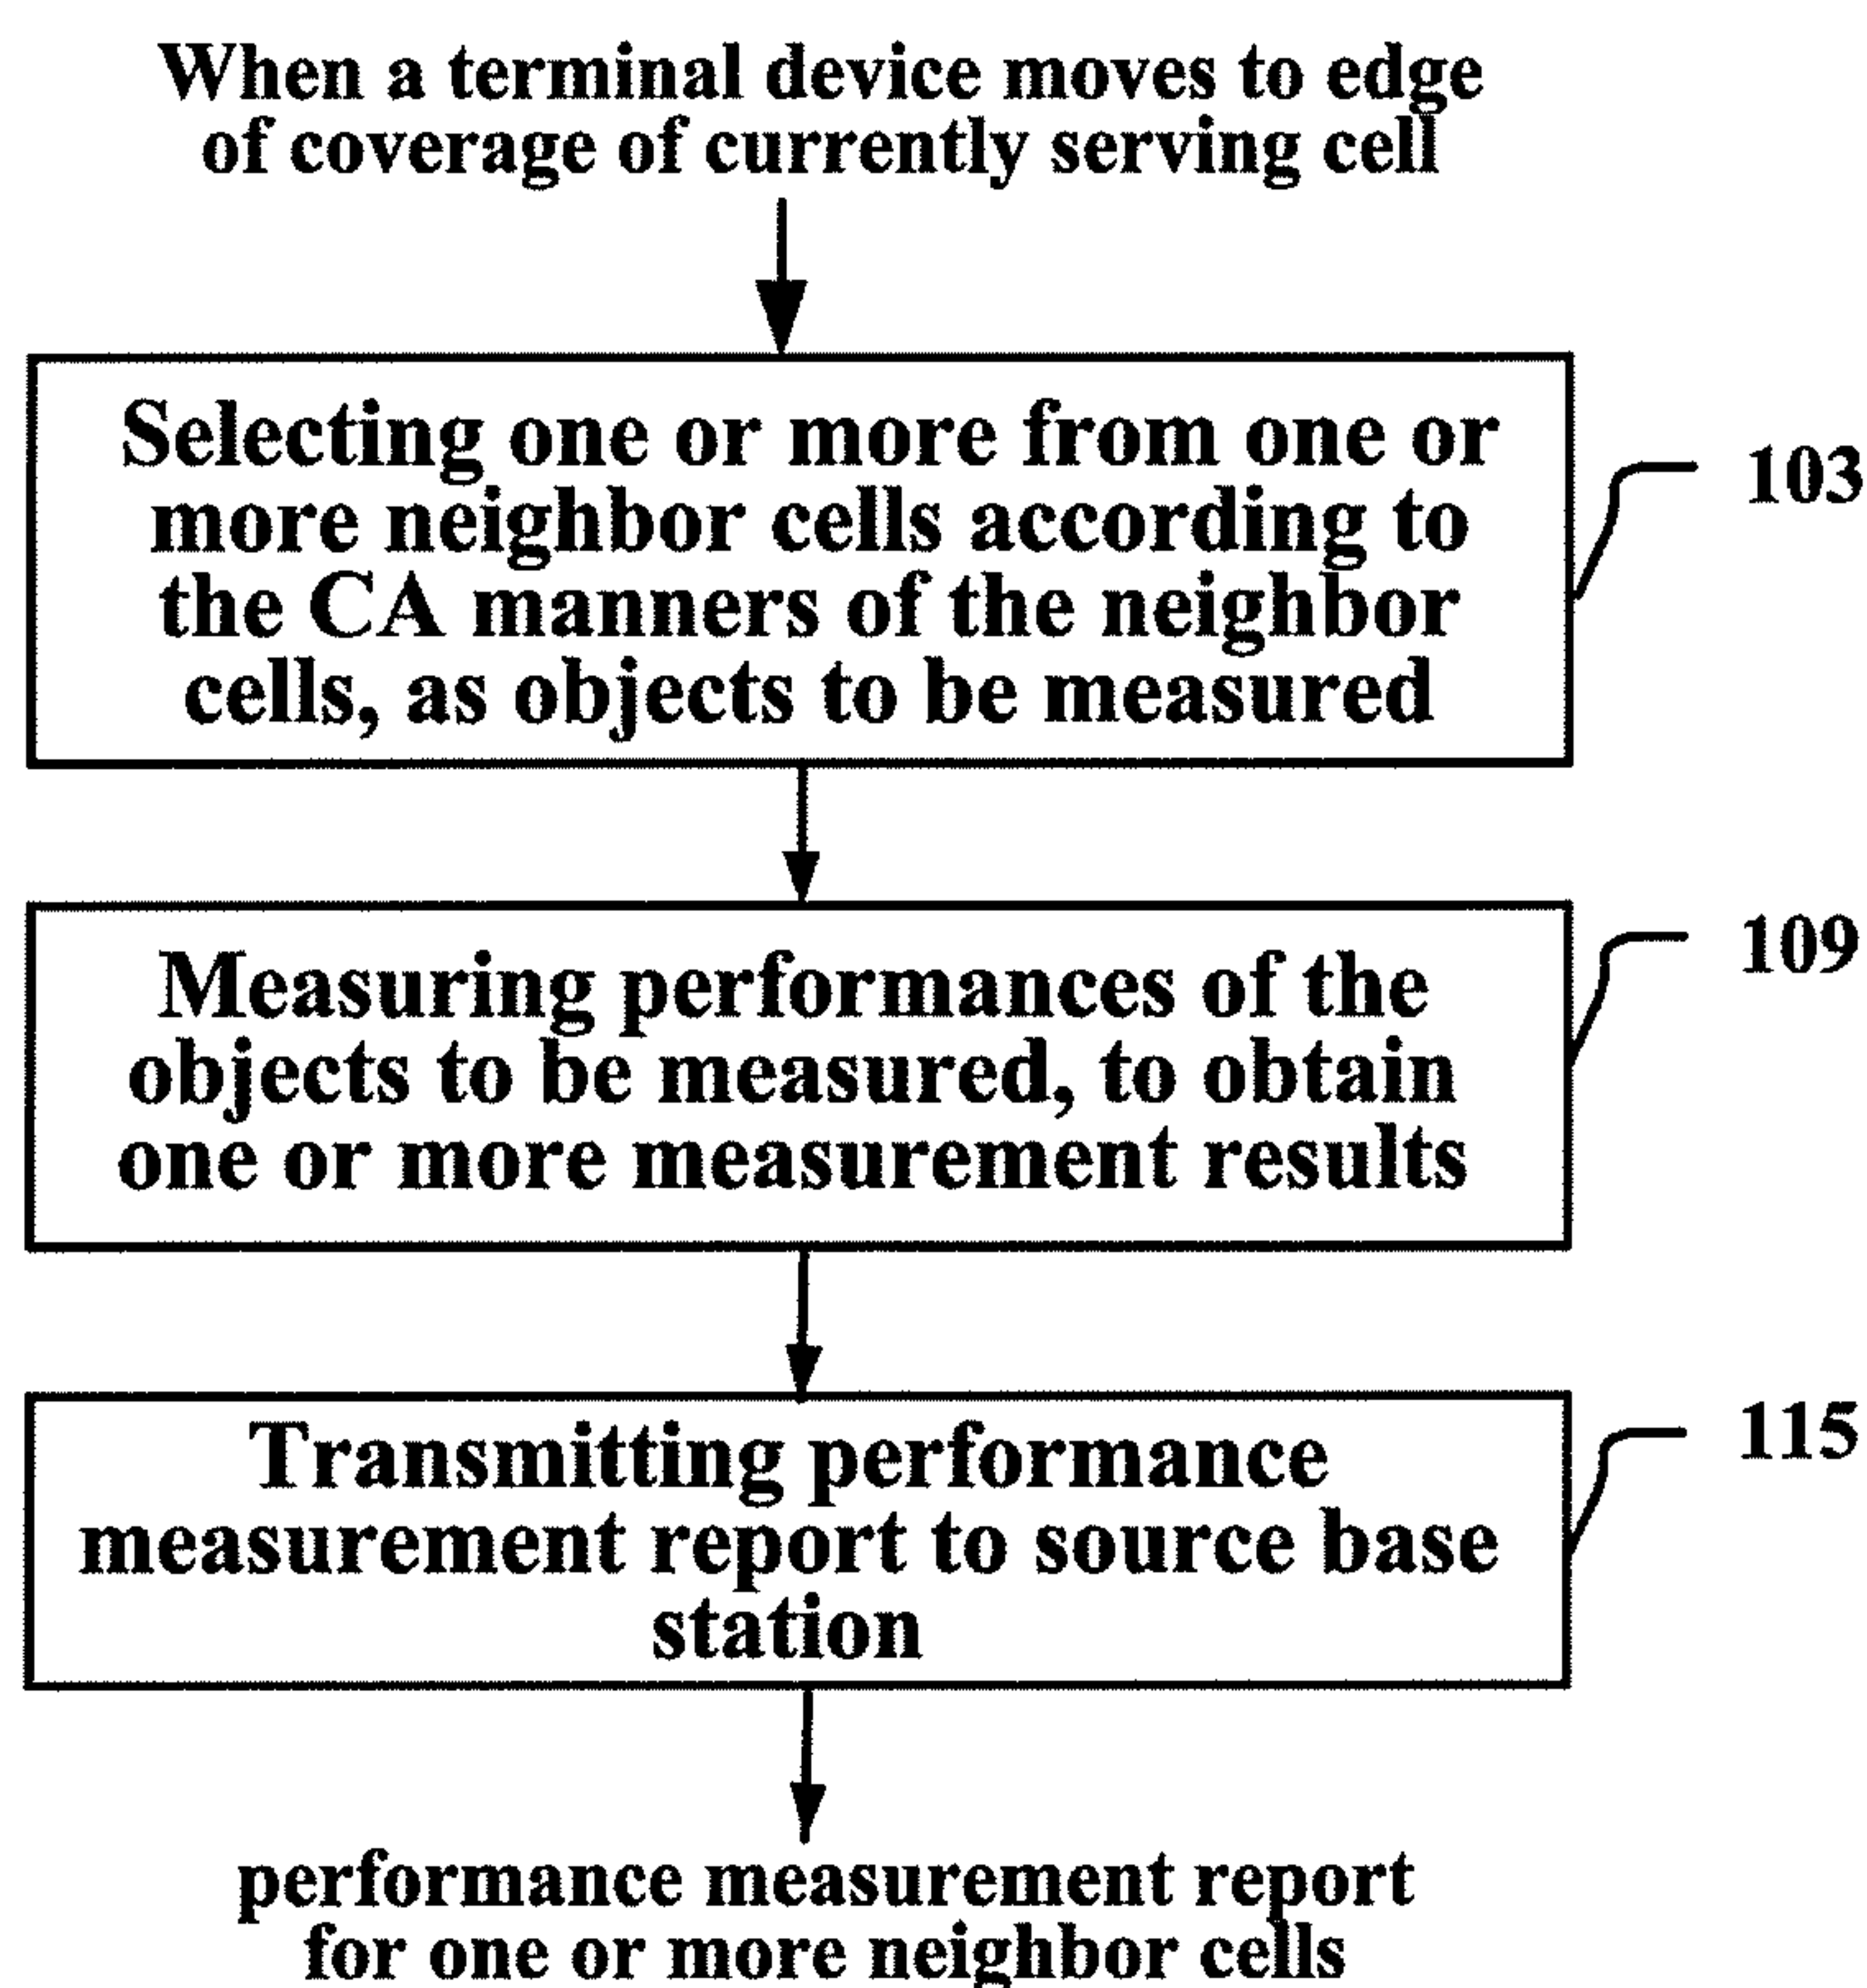 When a terminal device moves to edge
of coverage of currently serving cell
Selecting one or more from one or
more neighbor cells according to
the CA manners of the neighbor
cells, as objects to be measured
103
Measuring performances of the
objects to be measured, to obtain
one or more measurement results
109
Transmitting performance
measurement report to source base
station
115
performance measurement report
for one or more neighbor cells